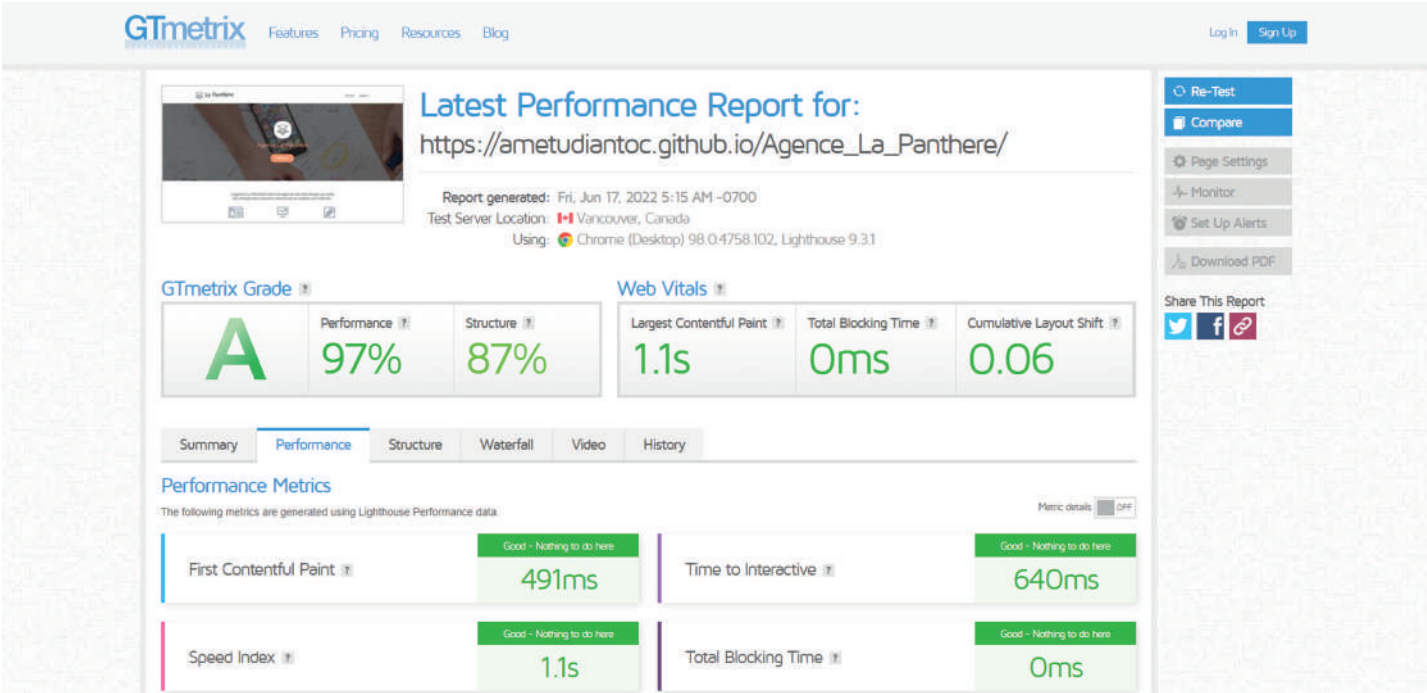 GTmetrix Features Pricing Resources Blog Log In Sign Up
La Panthere
Latest Performance Report for:
https://ametudiantoc.github.io/Agence_La_Panthere/
Report generated: Fri, Jun 17, 2022 5:15 AM -0700
Test Server Location: Vancouver, Canada
Using: Chrome (Desktop) 98.0.4758.102, Lighthouse 9.3.1
Re-Test
Compare
Page Settings
Monitor
Set Up Alerts
Download PDF
Share This Report
GTmetrix Grade ?
A
Performance ?
97%
Structure ?
87%
Web Vitals ?
Largest Contentful Paint ?
1.1s
Total Blocking Time ?
0ms
Cumulative Layout Shift ?
0.06
Summary Performance Structure Waterfall Video History
Performance Metrics
The following metrics are generated using Lighthouse Performance data.
Metric details OFF
First Contentful Paint ?
Good - Nothing to do here
491ms
Time to Interactive ?
Good - Nothing to do here
640ms
Speed Index ?
Good - Nothing to do here
1.1s
Total Blocking Time ?
Good - Nothing to do here
0ms